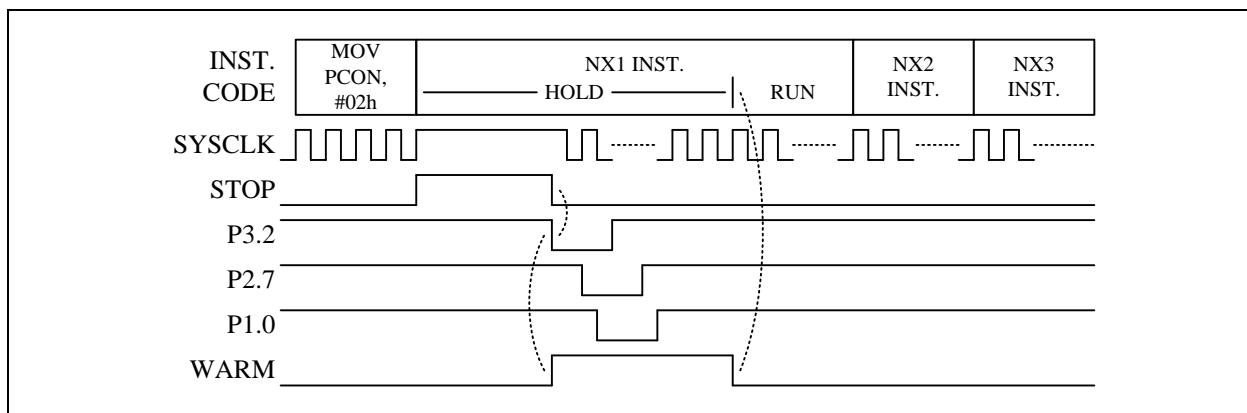 INST.
CODE
MOV
PCON,
#02h
NX1 INST.
HOLD
RUN
NX2
INST.
NX3
INST.
SYSCLK
STOP
P3.2
P2.7
P1.0
WARM